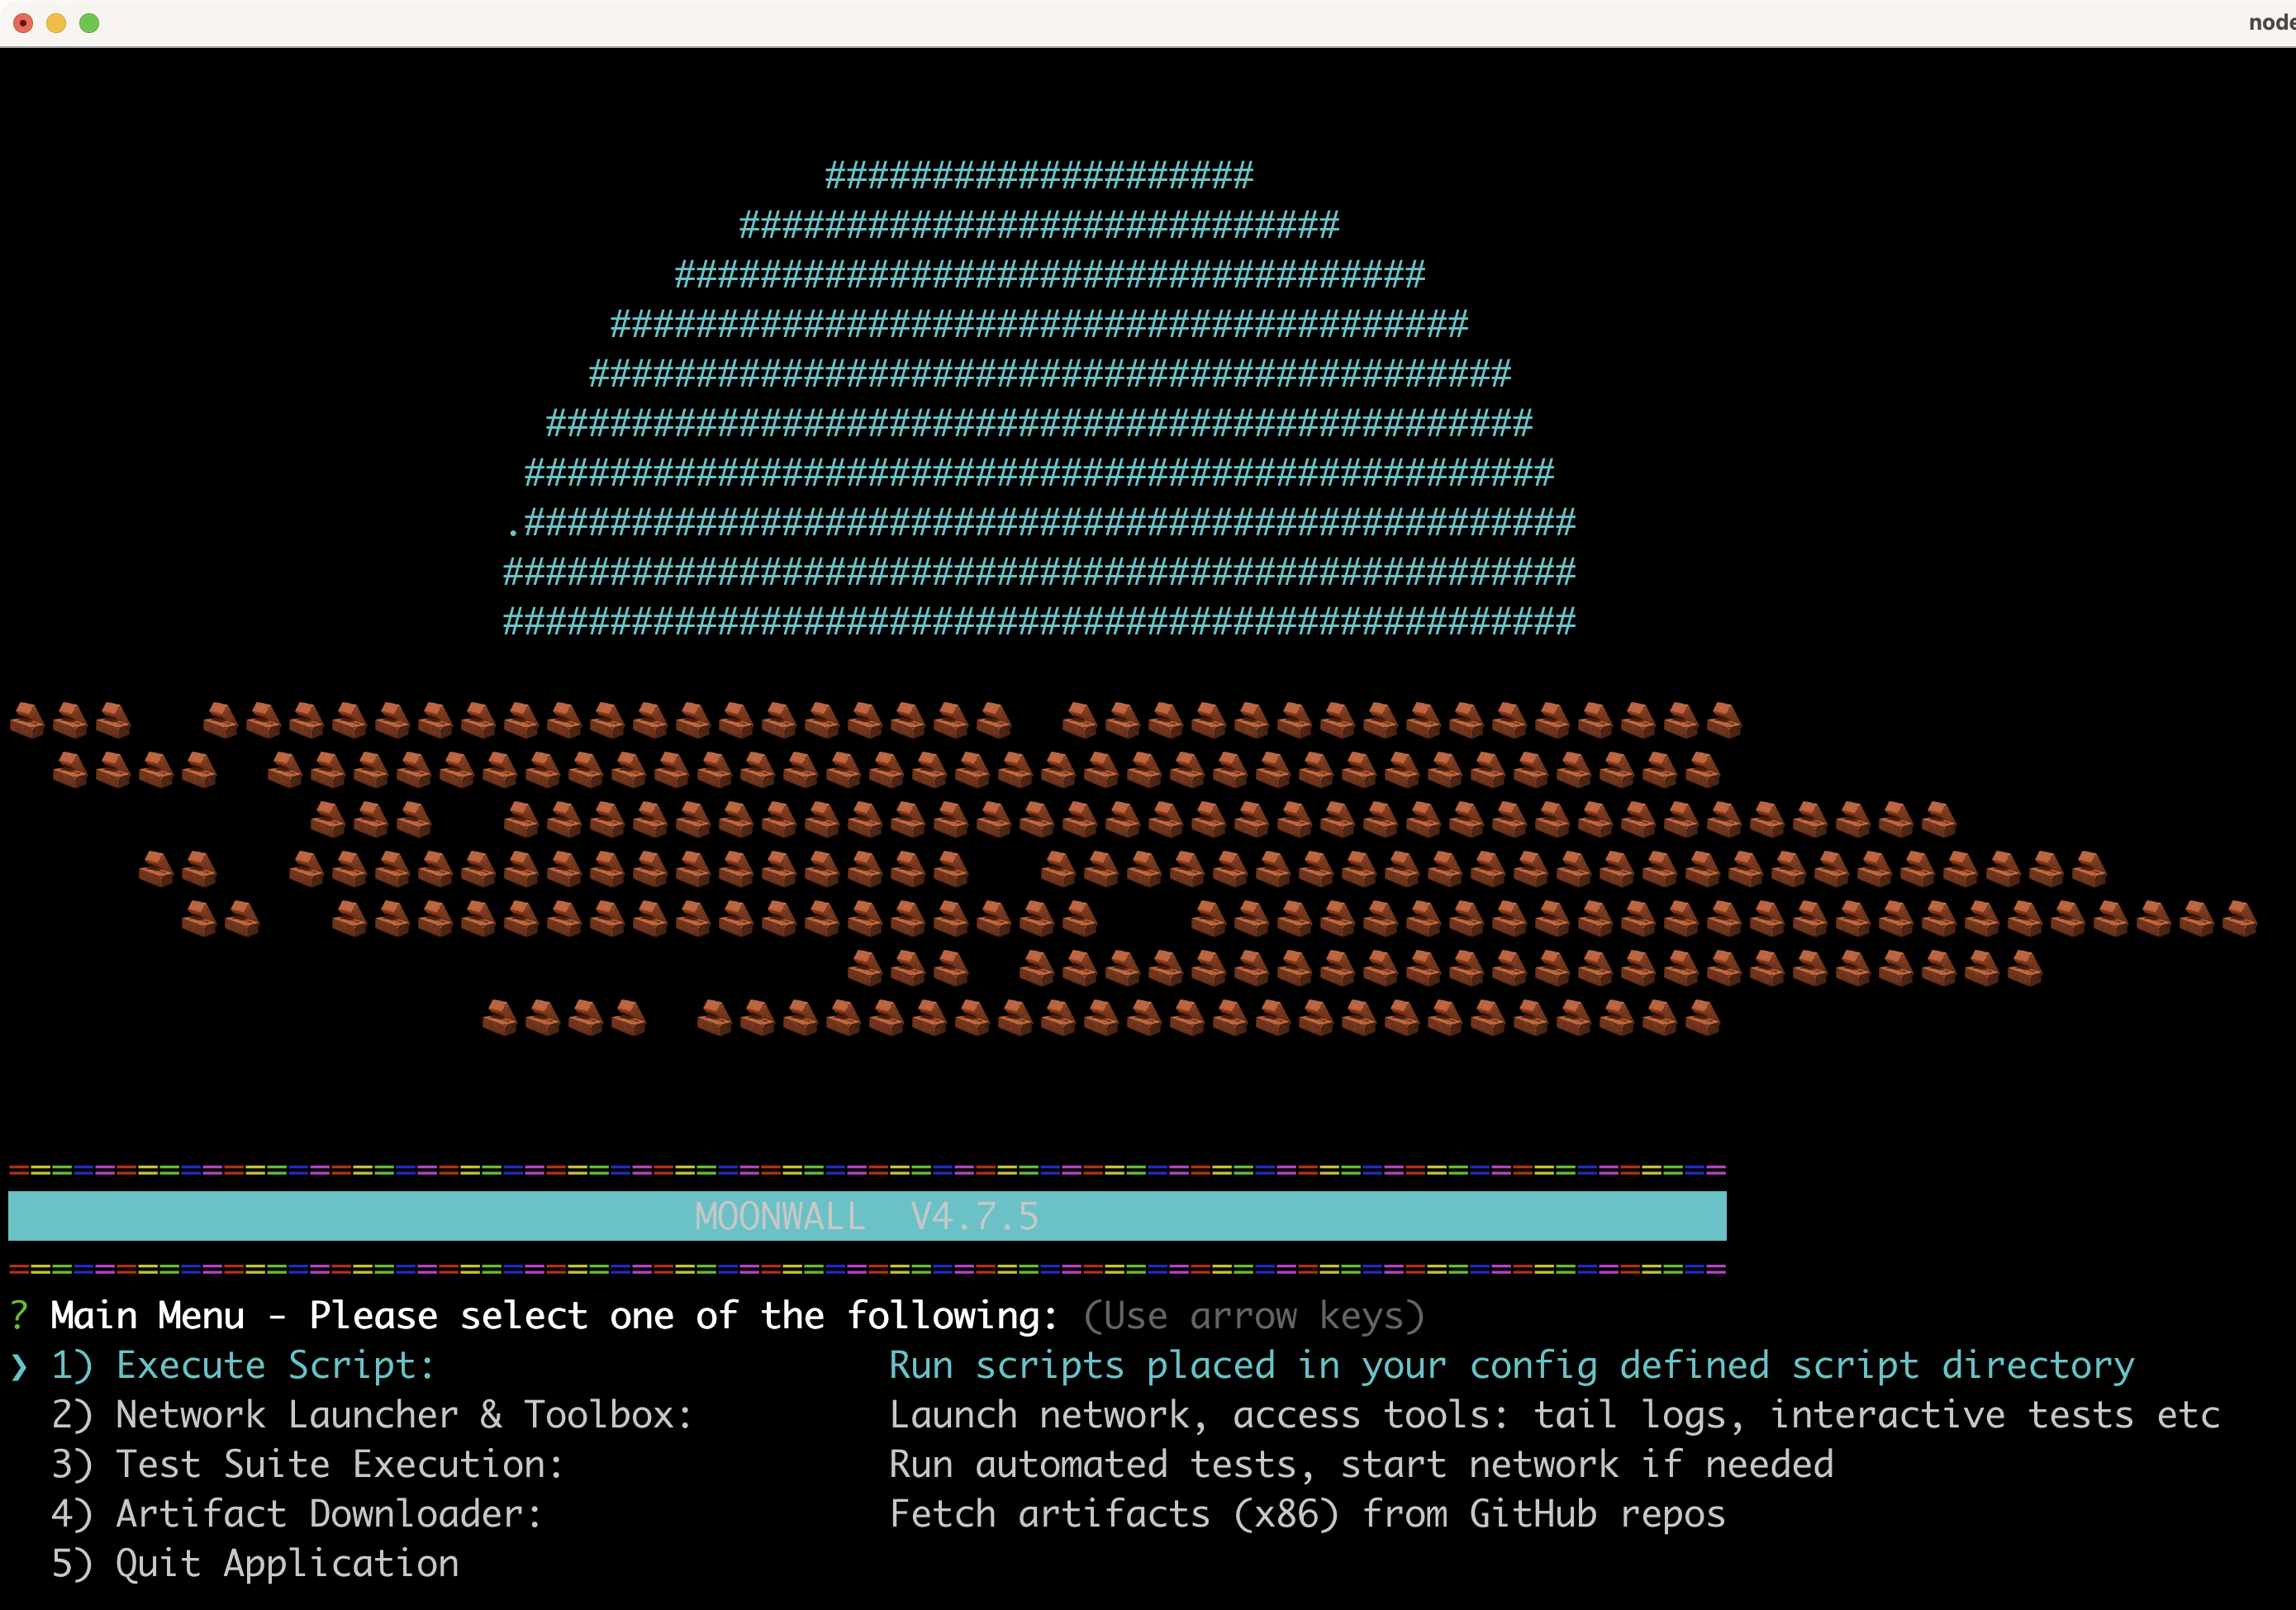 node
MOONWALL  V4.7.5
? Main Menu - Please select one of the following: (Use arrow keys)
❯ 1) Execute Script:                     Run scripts placed in your config defined script directory
  2) Network Launcher & Toolbox:         Launch network, access tools: tail logs, interactive tests etc
  3) Test Suite Execution:               Run automated tests, start network if needed
  4) Artifact Downloader:                Fetch artifacts (x86) from GitHub repos
  5) Quit Application